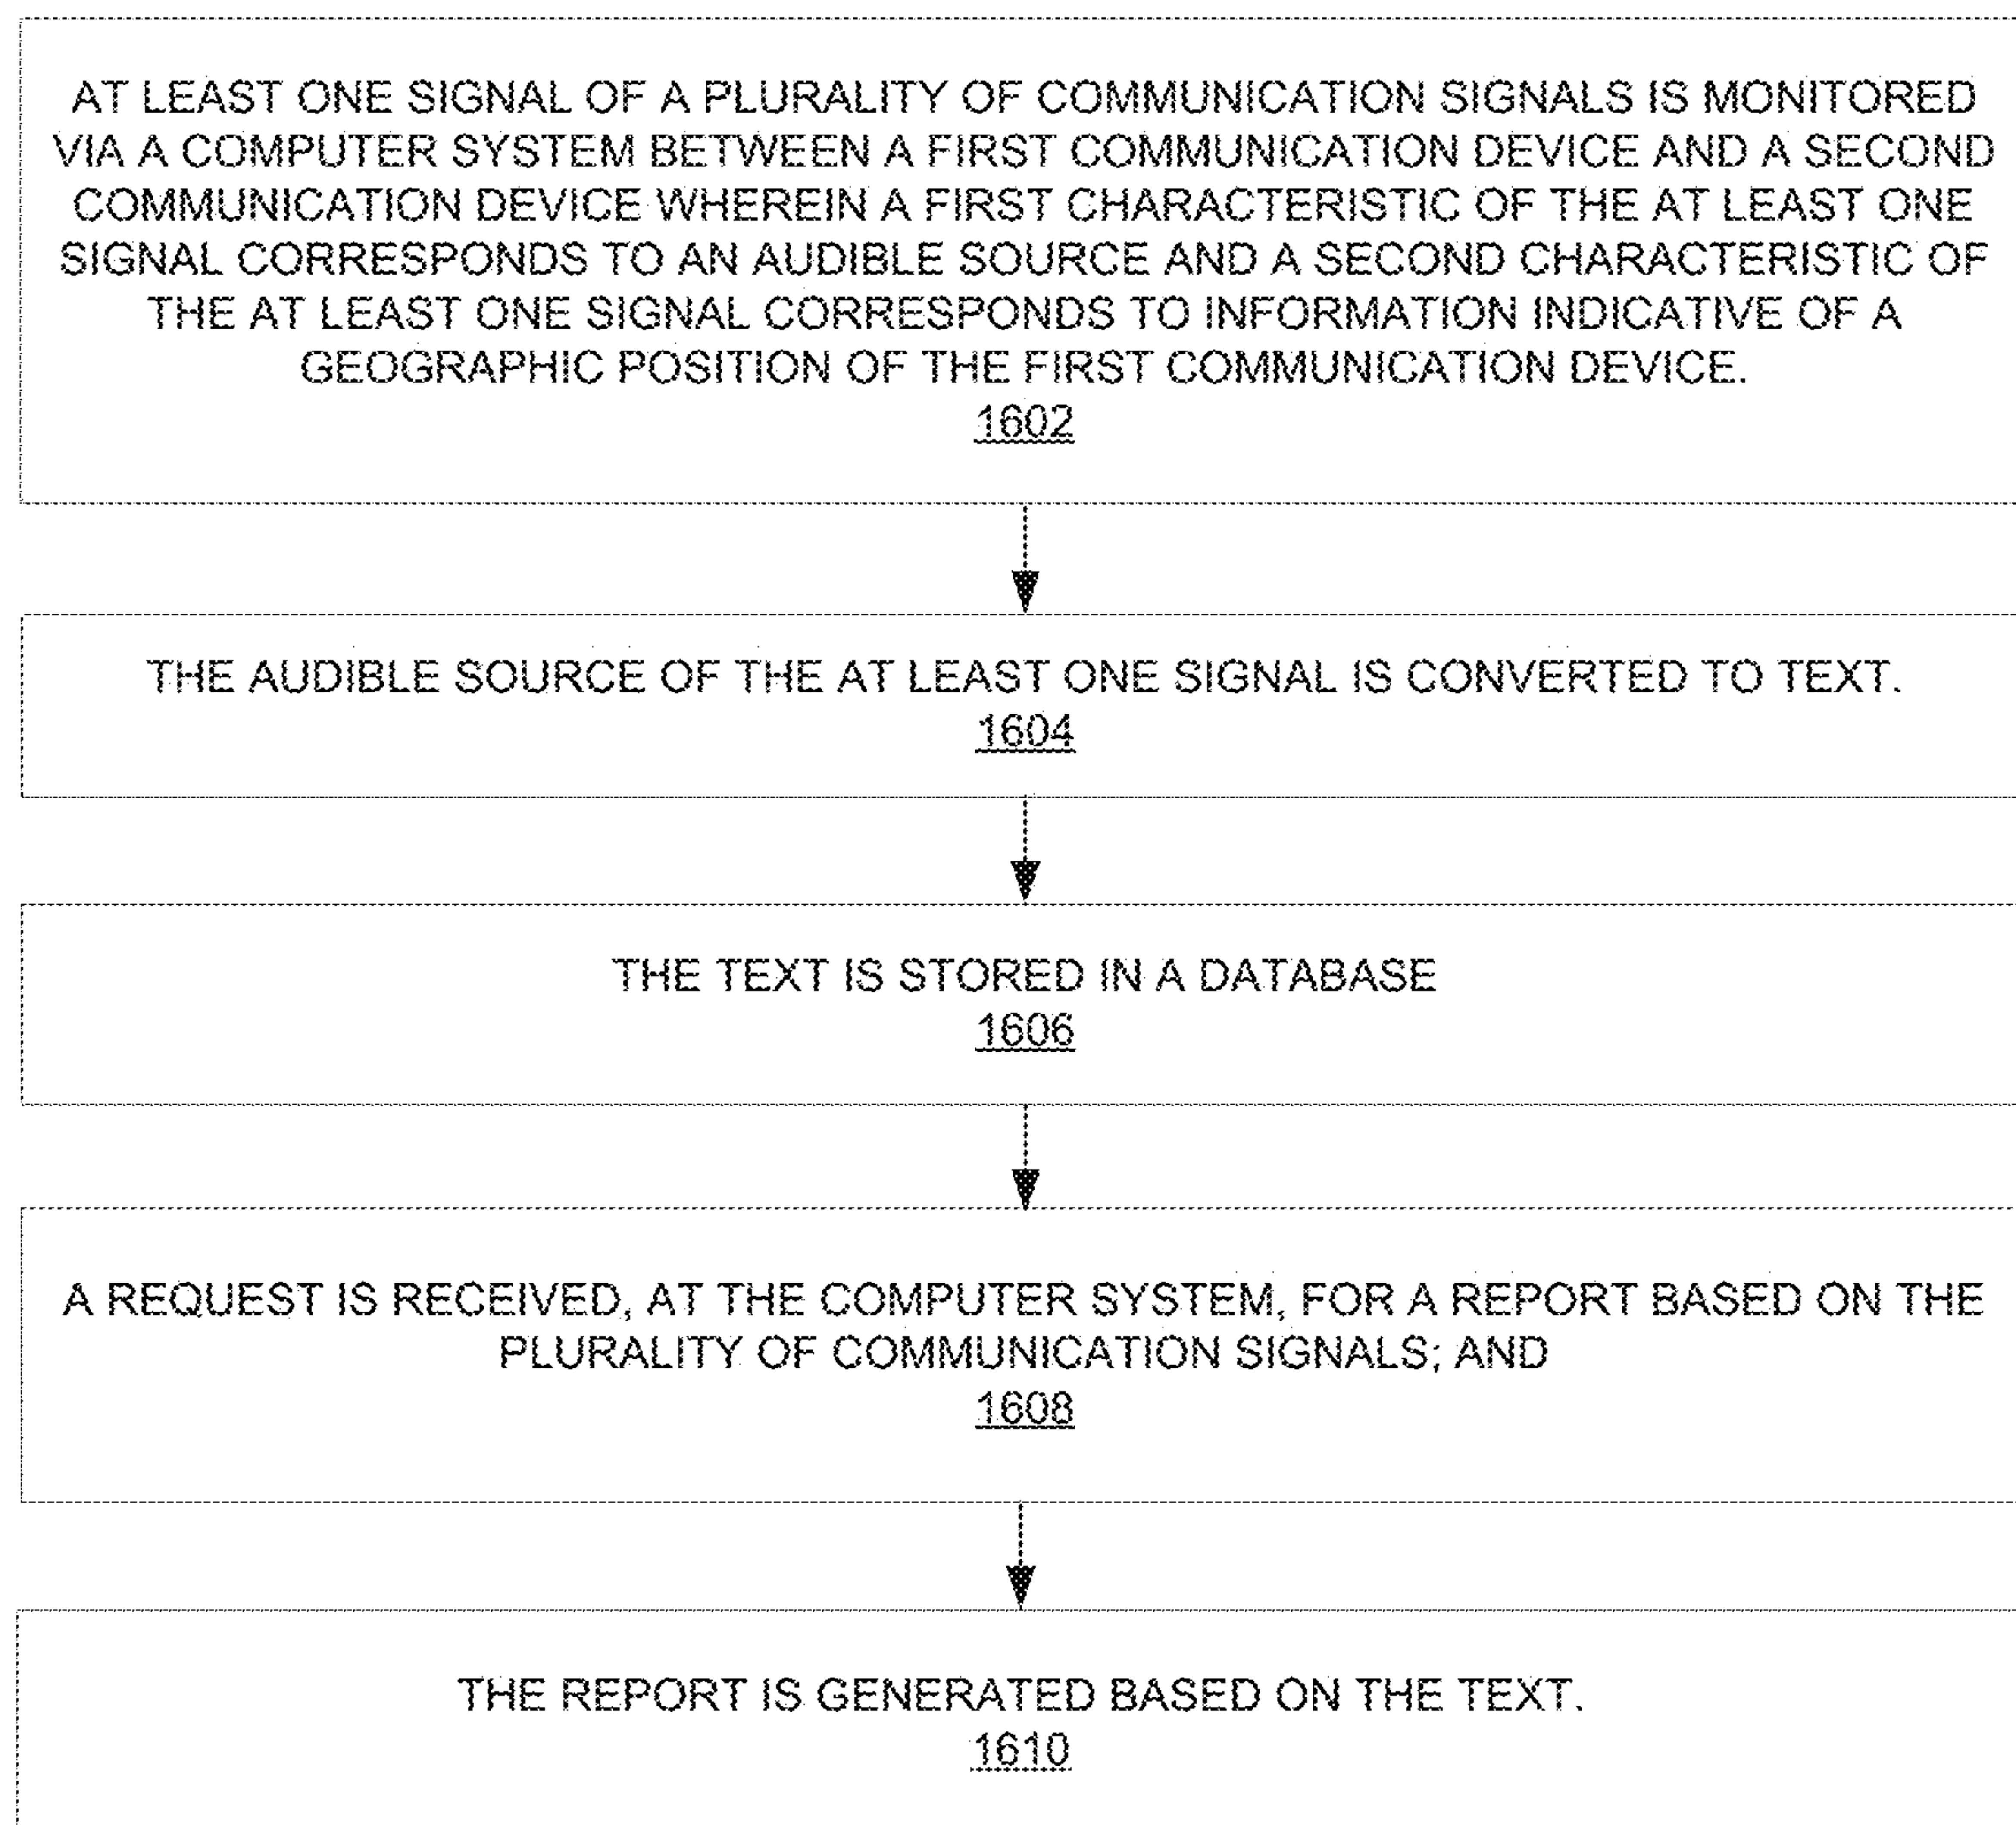 AT LEAST ONE SIGNAL OF A PLURALITY OF COMMUNICATION SIGNALS IS MONITORED
VIA A COMPUTER SYSTEM BETWEEN A FIRST COMMUNICATION DEVICE AND A SECOND
COMMUNICATION DEVICE WHEREIN A FIRST CHARACTERISTIC OF THE AT LEAST ONE
SIGNAL CORRESPONDS TO AN AUDIBLE SOURCE AND A SECOND CHARACTERISTIC OF
THE AT LEAST ONE SIGNAL CORRESPONDS TO INFORMATION INDICATIVE OF A
GEOGRAPHIC POSITION OF THE FIRST COMMUNICATION DEVICE.
1602
THE AUDIBLE SOURCE OF THE AT LEAST ONE SIGNAL IS CONVERTED TO TEXT.
1604
THE TEXT IS STORED IN A DATABASE
1606
A REQUEST IS RECEIVED, AT THE COMPUTER SYSTEM, FOR A REPORT BASED ON THE
PLURALITY OF COMMUNICATION SIGNALS; AND
1608
THE REPORT IS GENERATED BASED ON THE TEXT.
1610